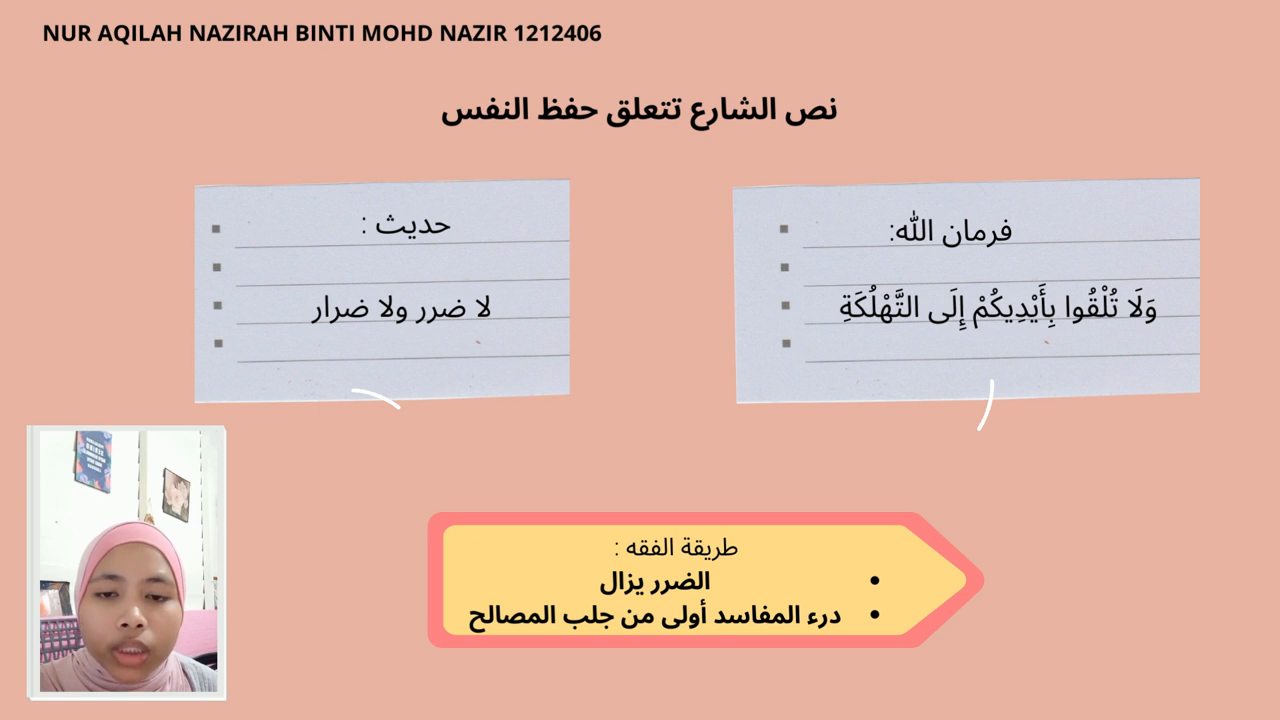 NUR AQILAH NAZIRAH BINTI MOHD NAZIR 1212406
نص الشارع تتعلق حفظ النفس
فرمان الله:
وَلَا تُلْقُوا بِأَيْدِيكُمْ إِلَى التَّهْلُكَةِ
حديث :
لا ضرر ولا ضرار
طريقة الفقه :
• الضرر يزال
• درء المفاسد أولى من جلب المصالح